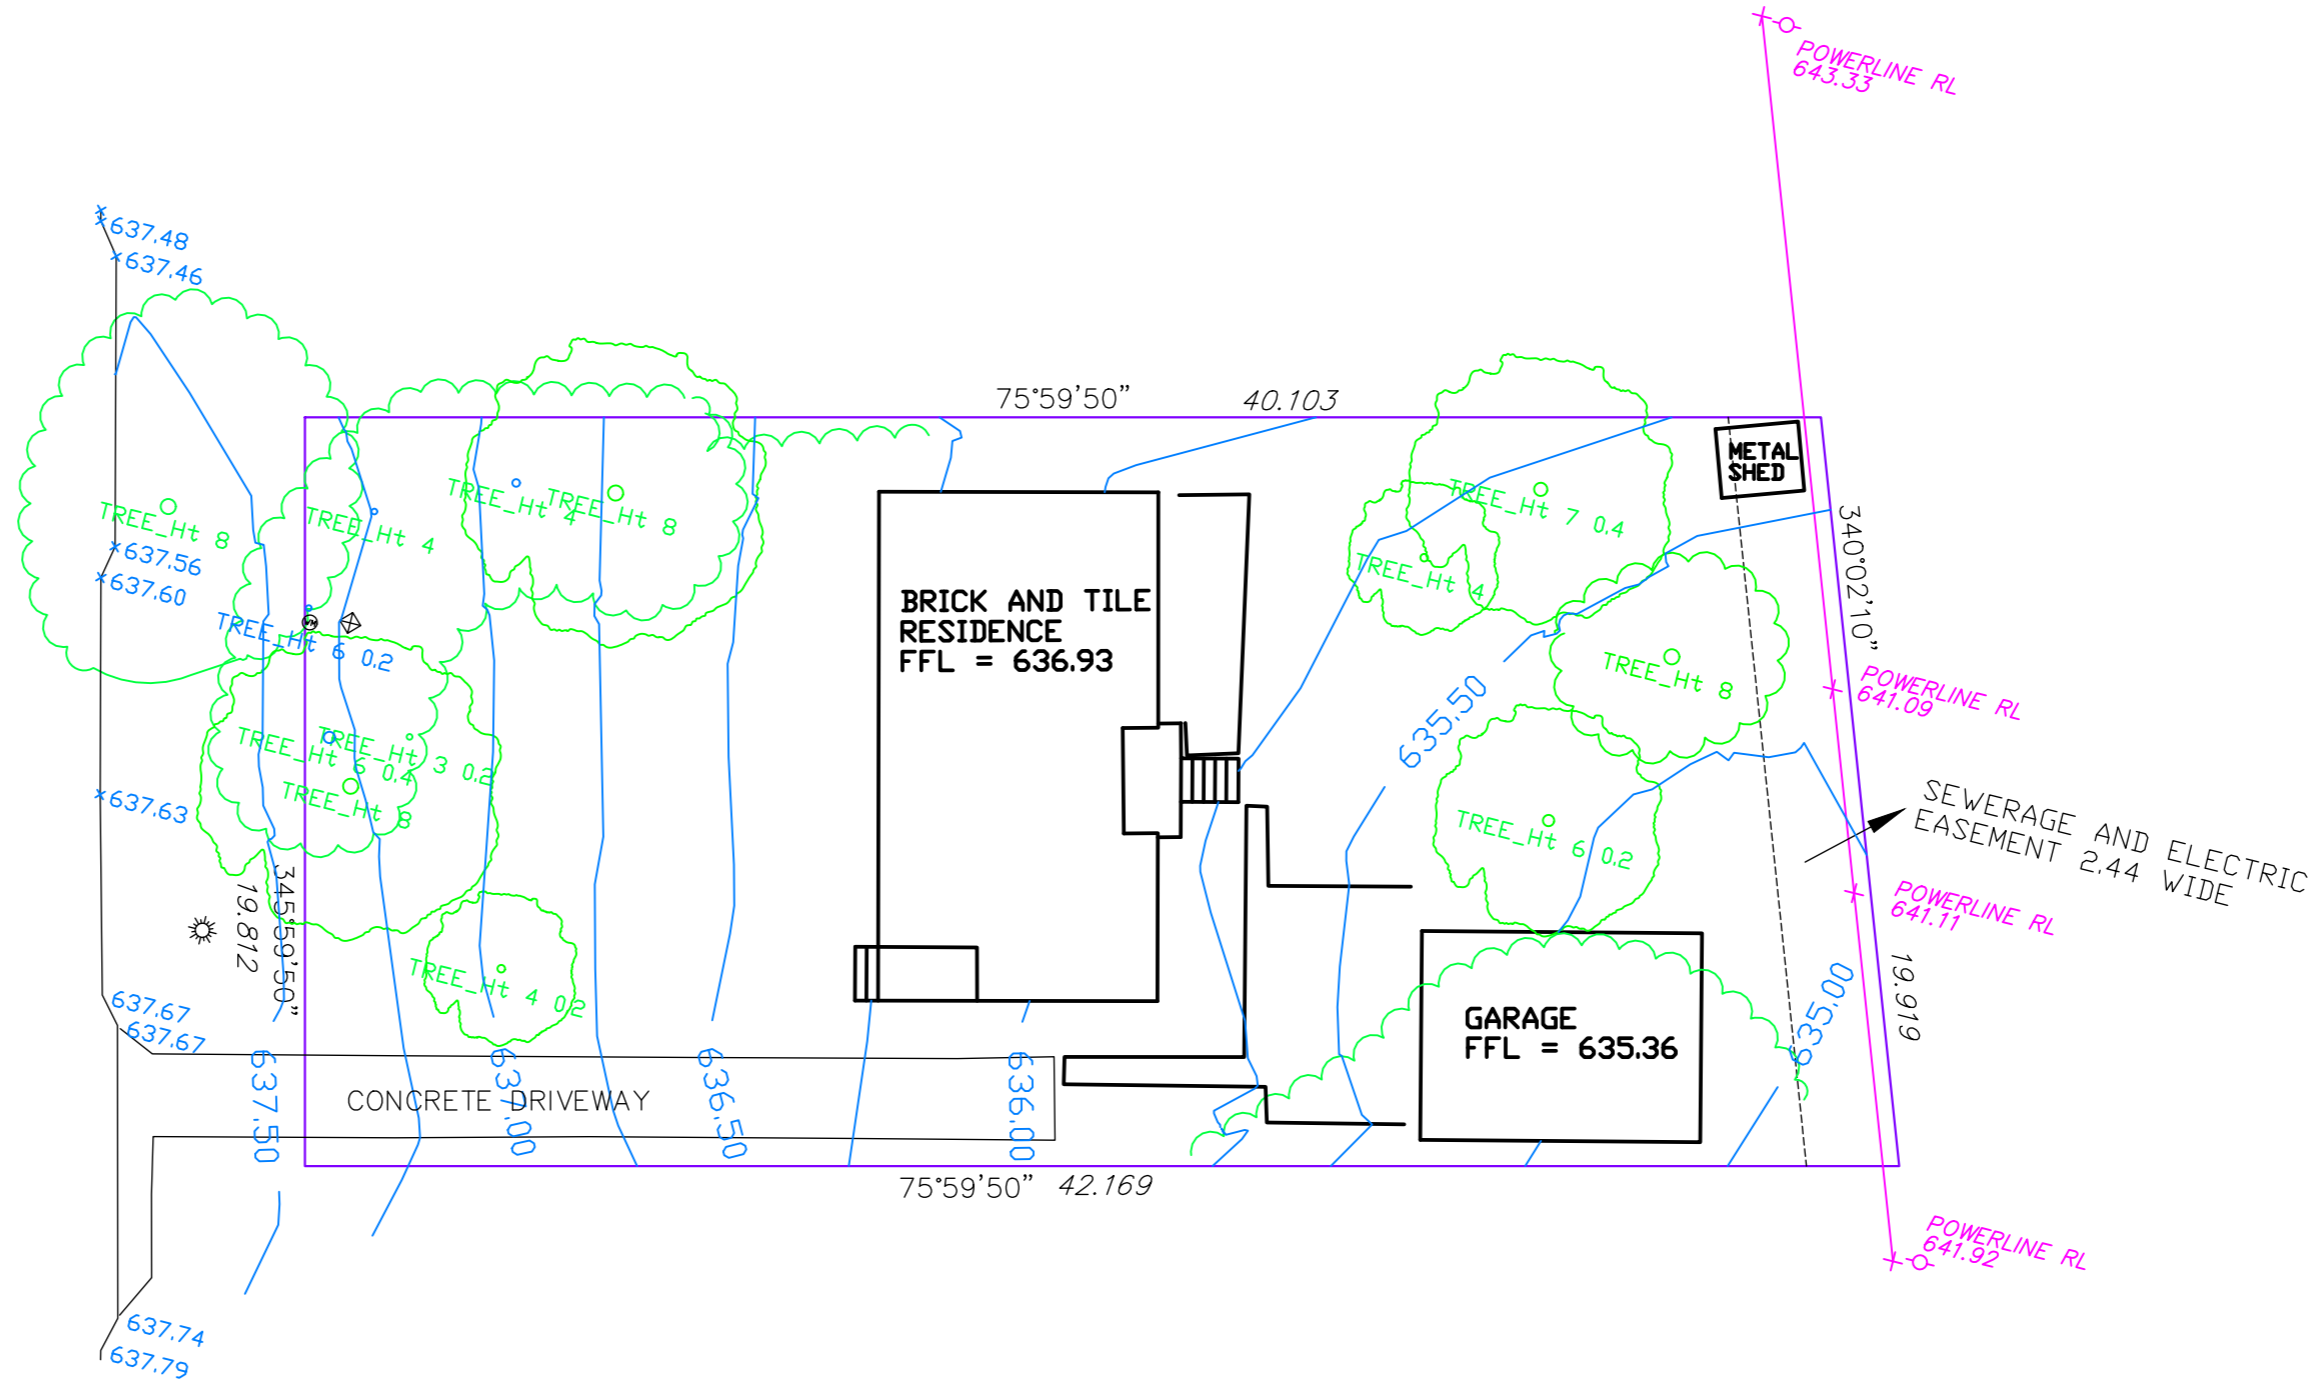 POWERLINE RL
643.33
637.48
637.46
75°59'50" 40.103
METAL
SHED
TREE_Ht 8
TREE_Ht 4
TREE_Ht 4
TREE_Ht 8
TREE_Ht 7 0.4
340°02'10"
637.56
637.60
TREE_Ht 4
TREE_Ht 6 0.2
BRICK AND TILE
RESIDENCE
FFL = 636.93
TREE_Ht 8
POWERLINE RL
641.09
635.50
TREE_Ht 6 0.4
TREE_Ht 3 0.2
TREE_Ht 8
637.63
TREE_Ht 6 0.2
SEWERAGE AND ELECTRIC
EASEMENT 2.44 WIDE
345°59'50"
19.812
POWERLINE RL
641.11
TREE_Ht 4 0.2
19.919
635.00
637.67
637.67
GARAGE
FFL = 635.36
637.50
CONCRETE DRIVEWAY
637.00
636.50
636.00
75°59'50" 42.169
POWERLINE RL
641.92
637.74
637.79